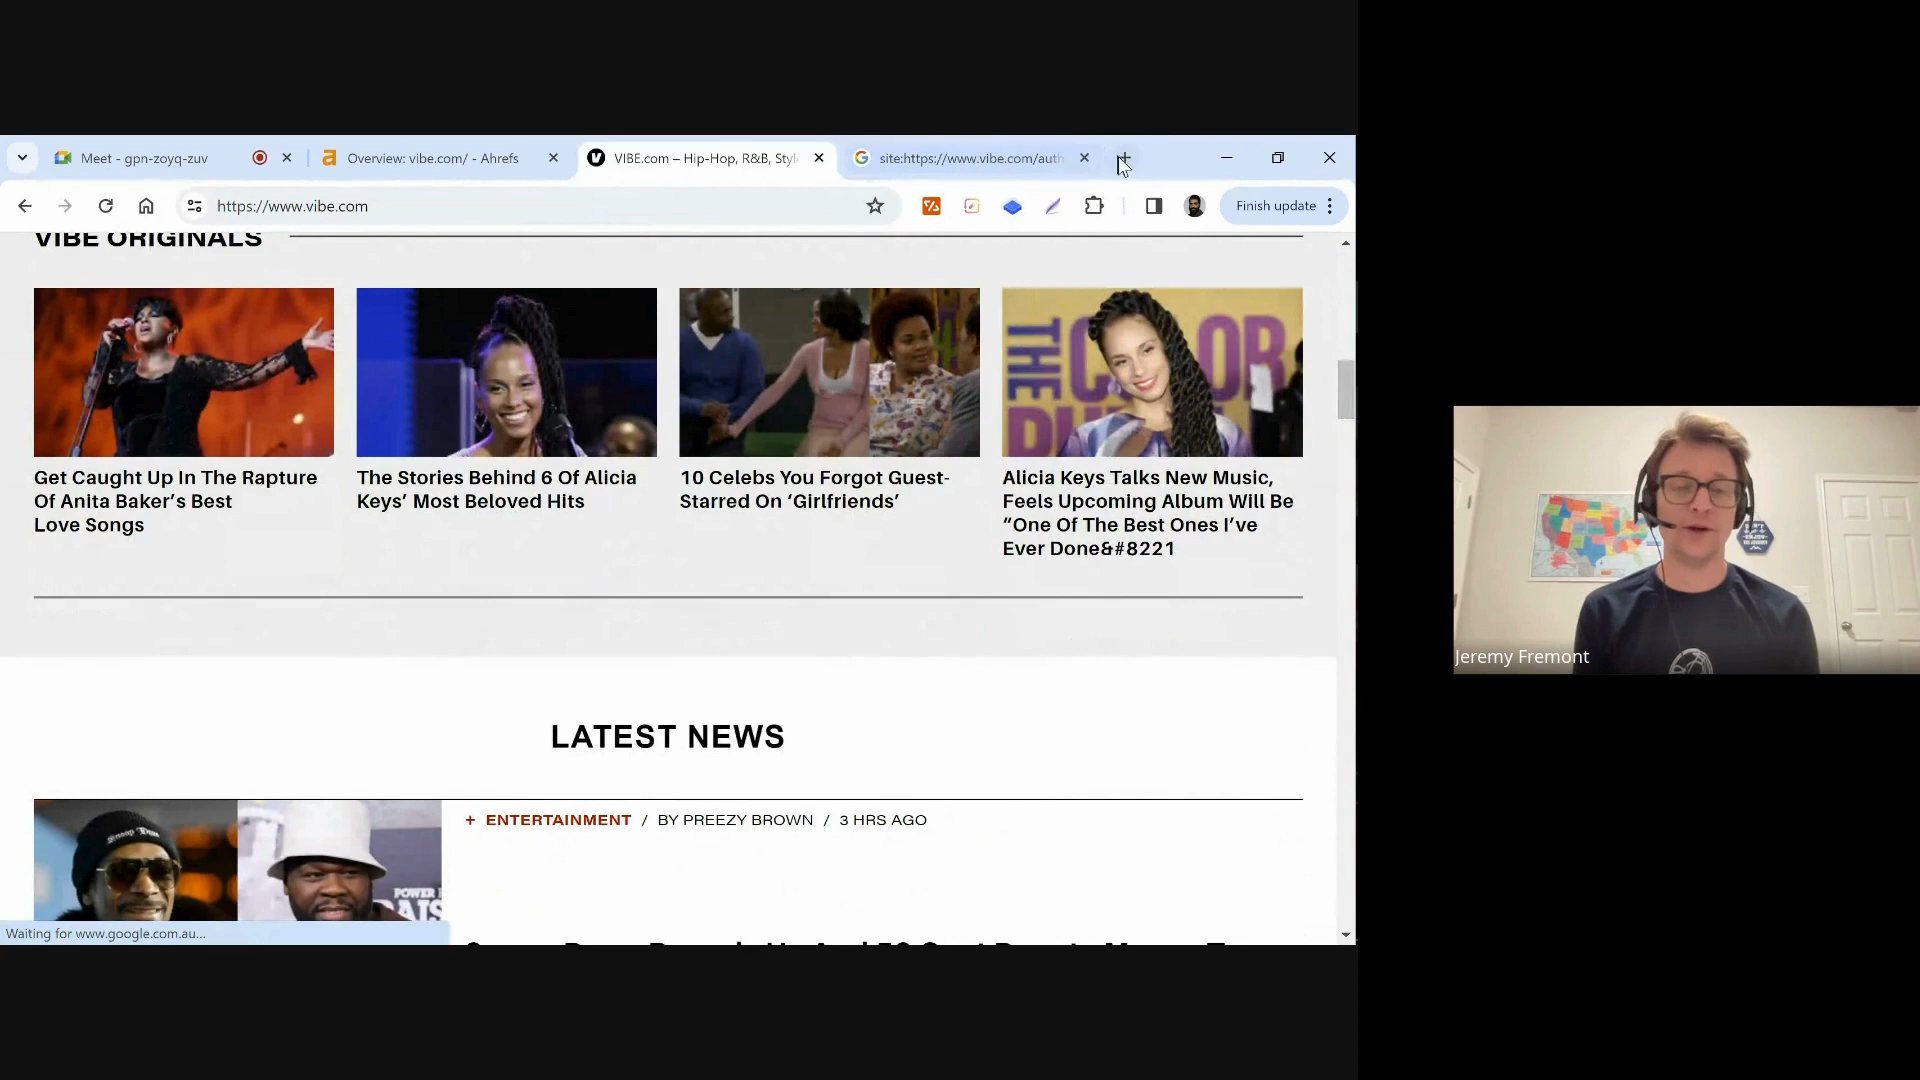 Meet - gpn-zoyq-zuv
Overview: vibe.com/ - Ahrefs
VIBE.com – Hip-Hop, R&B, Styl
site:https://www.vibe.com/auth
https://www.vibe.com
Finish update
VIBE ORIGINALS
THE COLOR
Get Caught Up In The Rapture
Of Anita Baker’s Best
Love Songs
The Stories Behind 6 Of Alicia
Keys’ Most Beloved Hits
10 Celebs You Forgot Guest-
Starred On ‘Girlfriends’
Alicia Keys Talks New Music,
Feels Upcoming Album Will Be
“One Of The Best Ones I’ve
Ever Done&#8221
LATEST NEWS
+ ENTERTAINMENT / BY PREEZY BROWN / 3 HRS AGO
POWER
RAIS
Waiting for www.google.com.au...
Jeremy Fremont